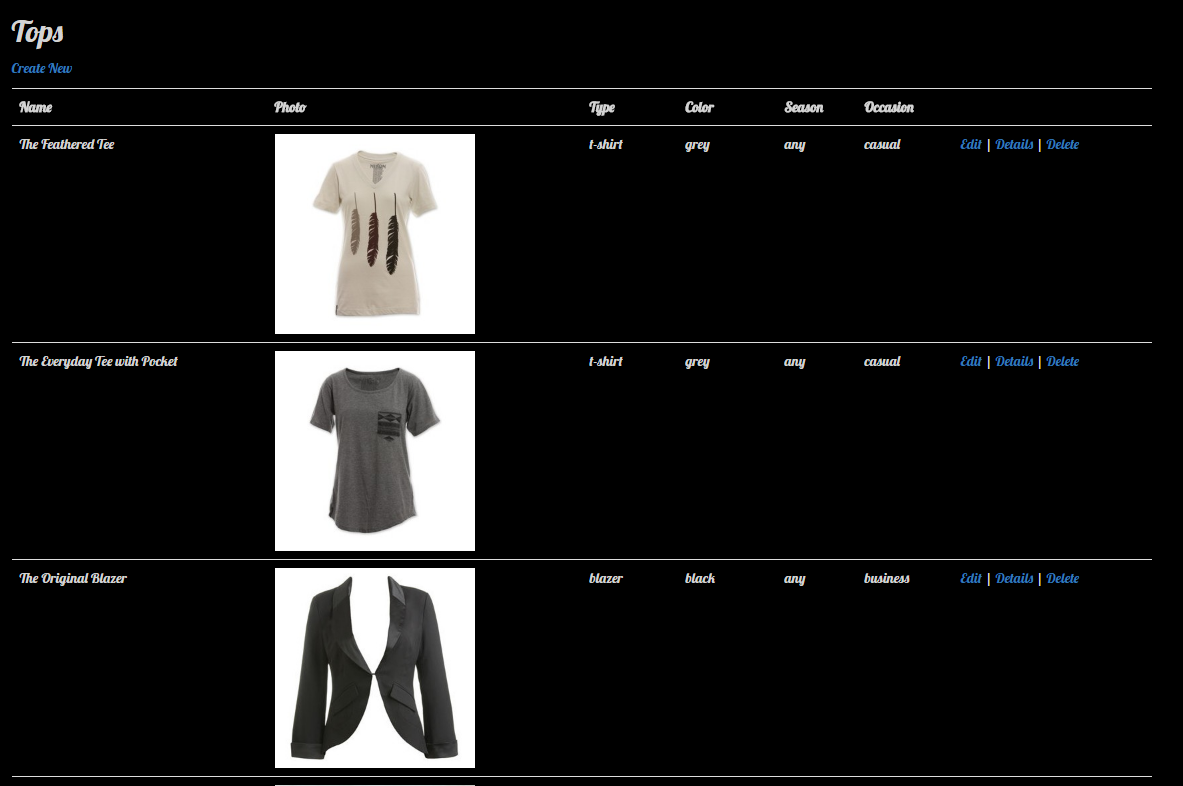 Tops
Create New
Name Photo Type Color Season Occasion
The Feathered Tee t-shirt grey any casual Edit | Details | Delete
The Everyday Tee with Pocket t-shirt grey any casual Edit | Details | Delete
The Original Blazer blazer black any business Edit | Details | Delete